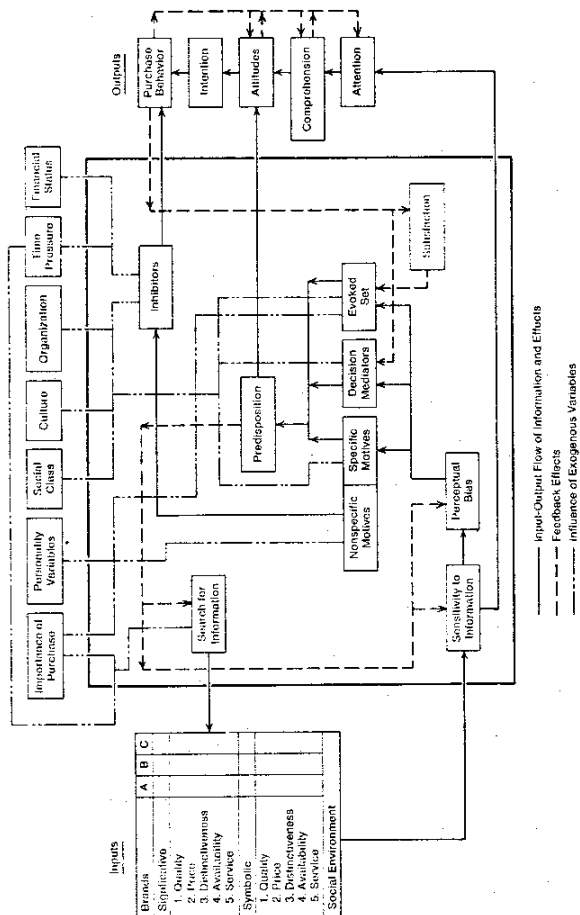 Inputs
Brands A B C
Significative
1. Quality
2. Price
3. Distinctiveness
4. Availability
5. Service
Symbolic
1. Quality
2. Price
3. Distinctiveness
4. Availability
5. Service
Social Environment
Importance of
Purchase
Personality
Variables
Social
Class
Culture
Organization
Time
Pressure
Financial
Status
Search for
Information
Sensitivity to
Information
Perceptual
Bias
Nonspecific
Motives
Specific
Motives
Decision
Mediators
Evoked
Set
Predisposition
Inhibitors
Satisfaction
Outputs
Purchase
Behavior
Intention
Attitudes
Comprehension
Attention
Input-Output Flow of Information and Effects
Feedback Effects
Influence of Exogenous Variables